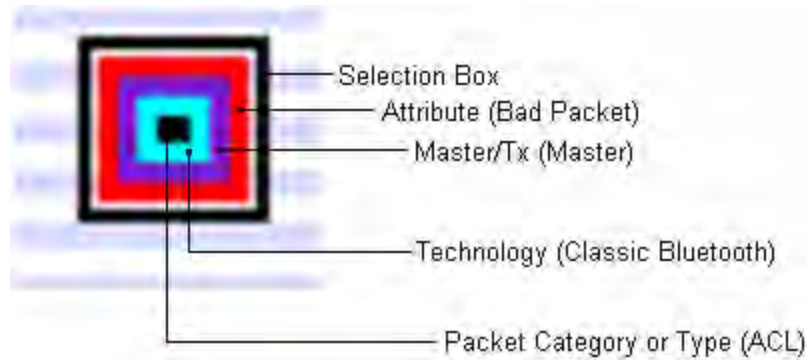 Selection Box
Attribute (Bad Packet)
Master/Tx (Master)
Technology (Classic Bluetooth)
Packet Category or Type (ACL)